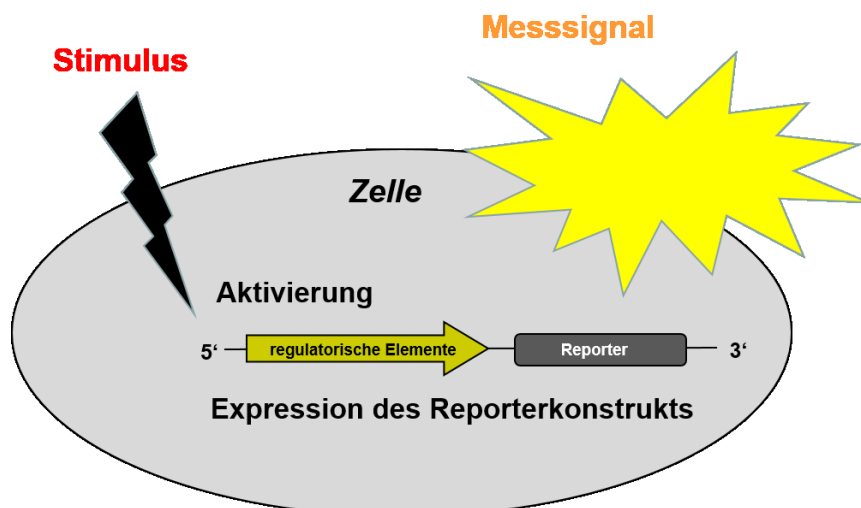 Messsignal
Stimulus
Zelle
Aktivierung
5‘ regulatorische Elemente Reporter 3‘
Expression des Reporterkonstrukts